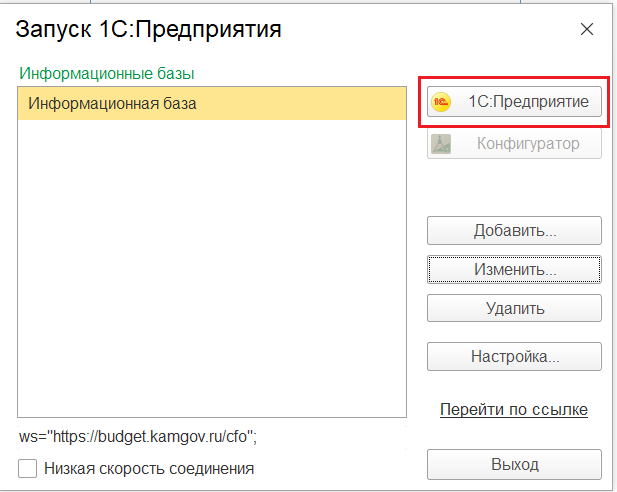 Запуск 1С:Предприятия
Информационные базы
Информационная база
1С:Предприятие
Конфигуратор
Добавить...
Изменить...
Удалить
Настройка...
Перейти по ссылке
ws="https://budget.kamgov.ru/cfo";
Низкая скорость соединения
Выход